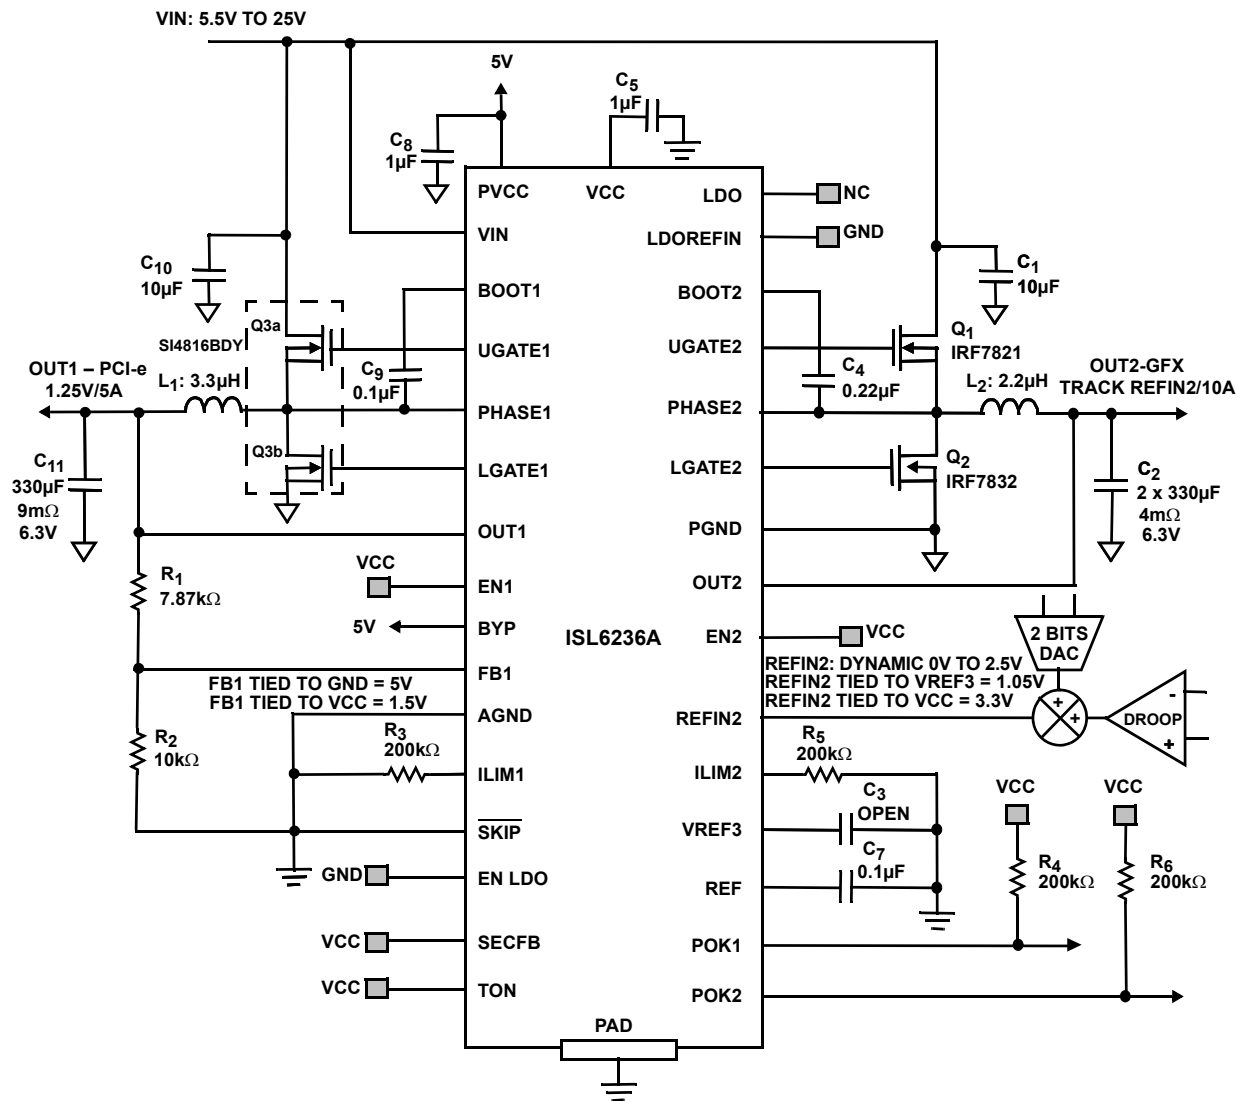 VIN: 5.5V TO 25V
5V
C5
1µF
C8
1µF
PVCC
VCC
LDO
NC
VIN
LDOREFIN
GND
C10
10µF
C1
10µF
BOOT1
BOOT2
Q3a
SI4816BDY
UGATE1
UGATE2
Q1
IRF7821
OUT1 – PCI-e
1.25V/5A
L1: 3.3µH
C9
0.1µF
C4
0.22µF
L2: 2.2µH
OUT2-GFX
TRACK REFIN2/10A
PHASE1
PHASE2
Q3b
LGATE1
LGATE2
Q2
IRF7832
C11
330µF
9mΩ
6.3V
C2
2 x 330µF
4mΩ
6.3V
OUT1
PGND
VCC
EN1
OUT2
R1
7.87kΩ
5V
BYP
ISL6236A
EN2
VCC
2 BITS
DAC
FB1
FB1 TIED TO GND = 5V
FB1 TIED TO VCC = 1.5V
REFIN2: DYNAMIC 0V TO 2.5V
REFIN2 TIED TO VREF3 = 1.05V
REFIN2 TIED TO VCC = 3.3V
AGND
REFIN2
+
+
-
DROOP
+
R2
10kΩ
R3
200kΩ
ILIM1
ILIM2
R5
200kΩ
C3
OPEN
SKIP
VREF3
C7
0.1µF
VCC
VCC
GND
EN LDO
REF
R4
200kΩ
R6
200kΩ
VCC
SECFB
POK1
VCC
TON
POK2
PAD